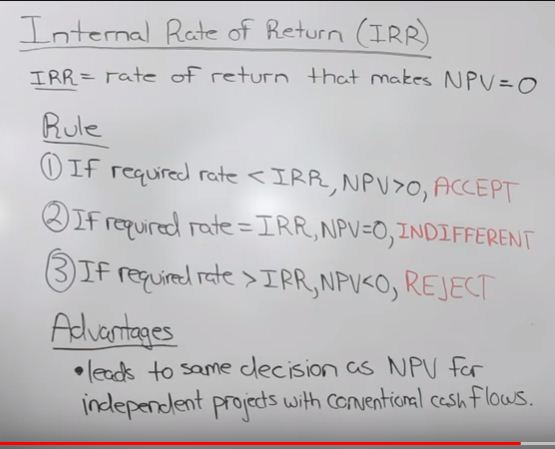 Internal Rate of Return (IRR)
IRR = rate of return that makes NPV=0
Rule
① If required rate < IRR, NPV>0, ACCEPT
② If required rate = IRR, NPV=0, INDIFFERENT
③ If required rate > IRR, NPV<0, REJECT
Advantages
• leads to same decision as NPV for
independent projects with conventional cash flows.